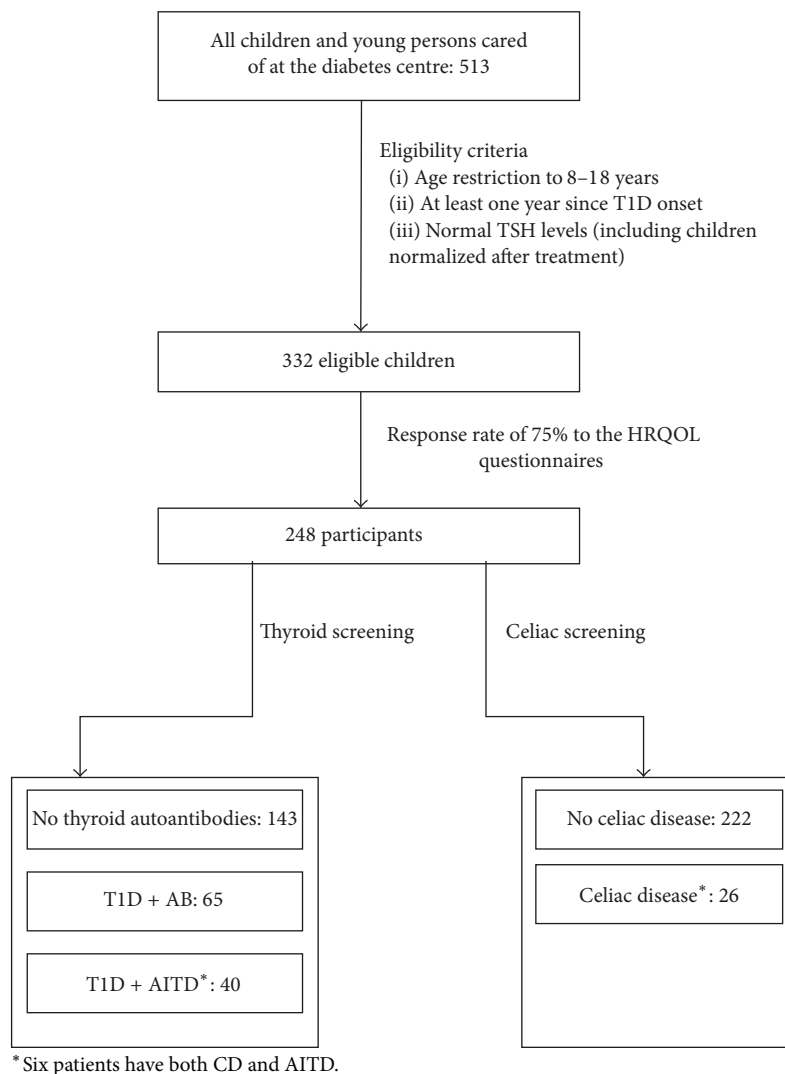 All children and young persons cared
of at the diabetes centre: 513
Eligibility criteria
(i) Age restriction to 8–18 years
(ii) At least one year since T1D onset
(iii) Normal TSH levels (including children
normalized after treatment)
332 eligible children
Response rate of 75% to the HRQOL
questionnaires
248 participants
Thyroid screening
Celiac screening
No thyroid autoantibodies: 143
T1D + AB: 65
T1D + AITD*: 40
No celiac disease: 222
Celiac disease*: 26
*Six patients have both CD and AITD.